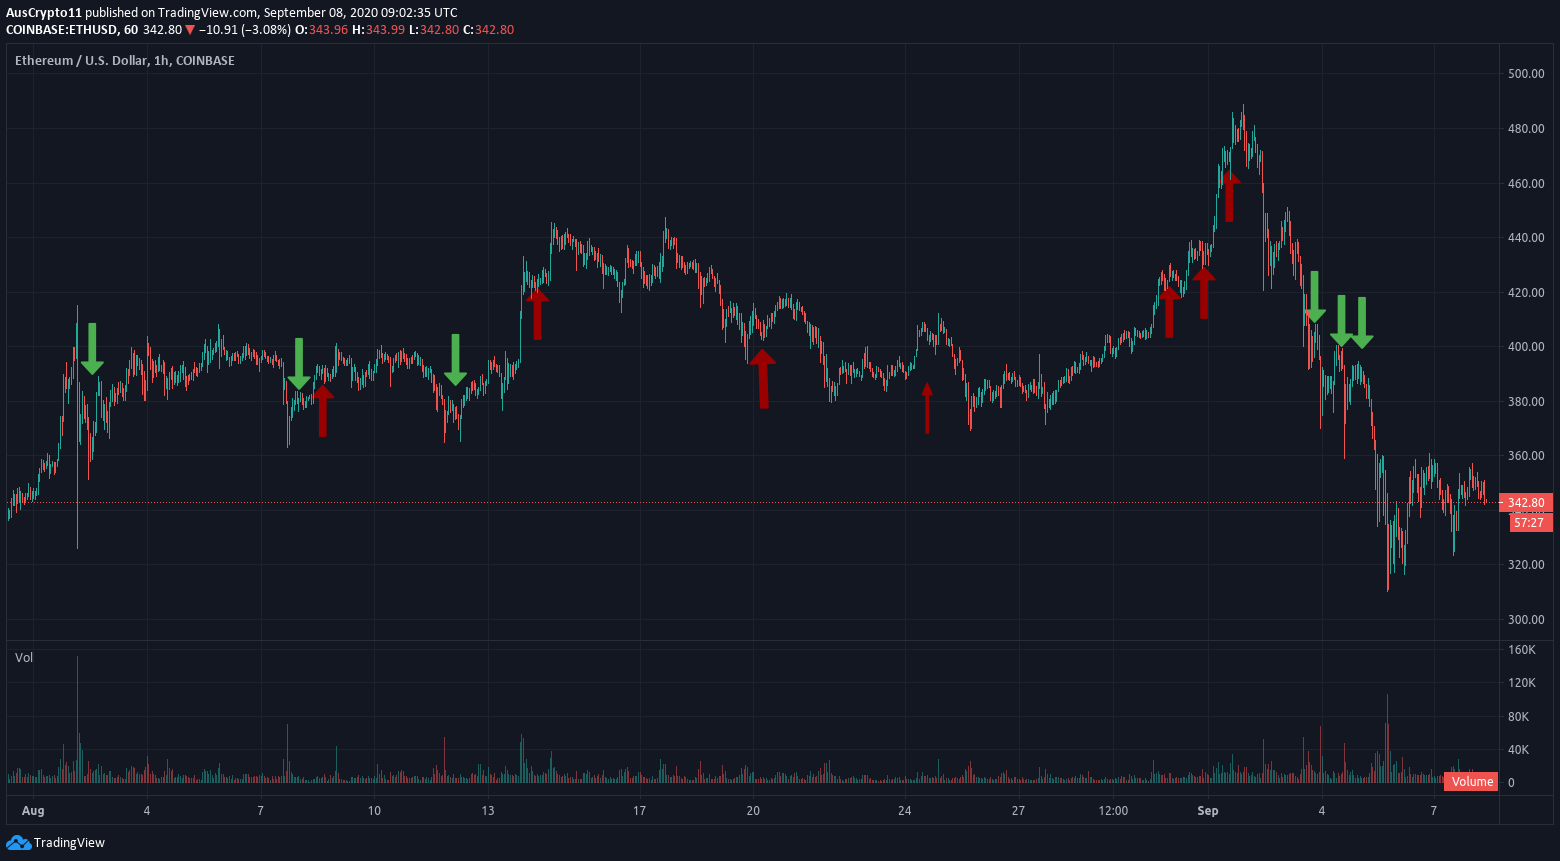 AusCrypto11 published on TradingView.com, September 08, 2020 09:02:35 UTC
COINBASE:ETHUSD, 60 342.80 ▼ −10.91 (−3.08%) O:343.96 H:343.99 L:342.80 C:342.80
Ethereum / U.S. Dollar, 1h, COINBASE
500.00
480.00
460.00
440.00
420.00
400.00
380.00
360.00
342.80
57:27
320.00
300.00
Vol
160K
120K
80K
40K
Volume
0
Aug 4 7 10 13 17 20 24 27 12:00 Sep 4 7
TradingView